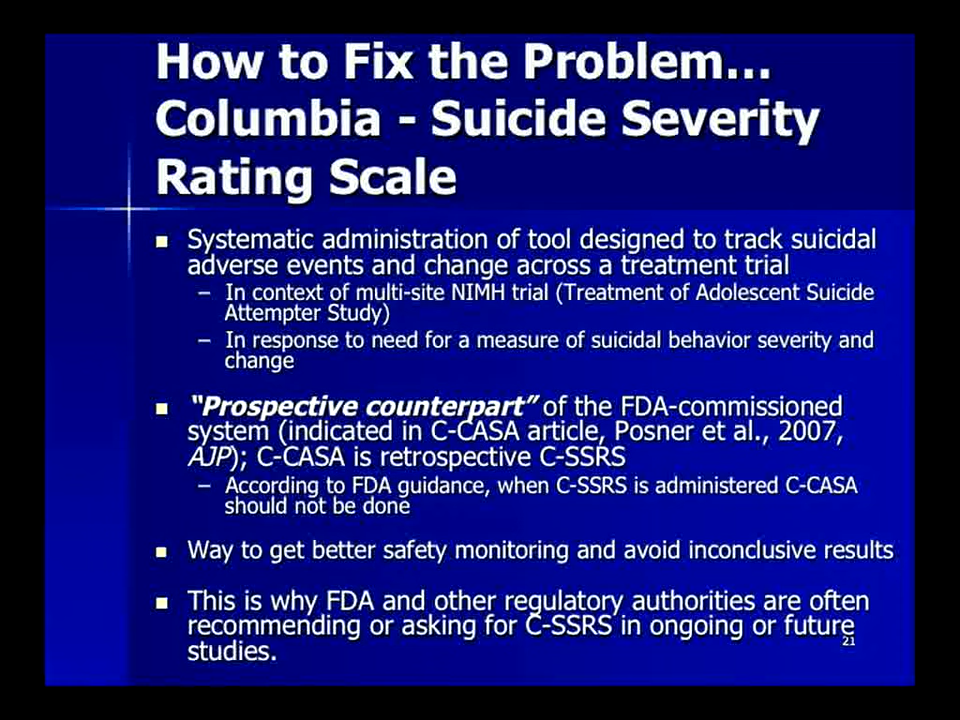 How to Fix the Problem...
Columbia - Suicide Severity
Rating Scale
Systematic administration of tool designed to track suicidal
adverse events and change across a treatment trial
– In context of multi-site NIMH trial (Treatment of Adolescent Suicide
Attempter Study)
– In response to need for a measure of suicidal behavior severity and
change
“Prospective counterpart” of the FDA-commissioned
system (indicated in C-CASA article, Posner et al., 2007,
AJP); C-CASA is retrospective C-SSRS
– According to FDA guidance, when C-SSRS is administered C-CASA
should not be done
Way to get better safety monitoring and avoid inconclusive results
This is why FDA and other regulatory authorities are often
recommending or asking for C-SSRS in ongoing or future
studies.
21